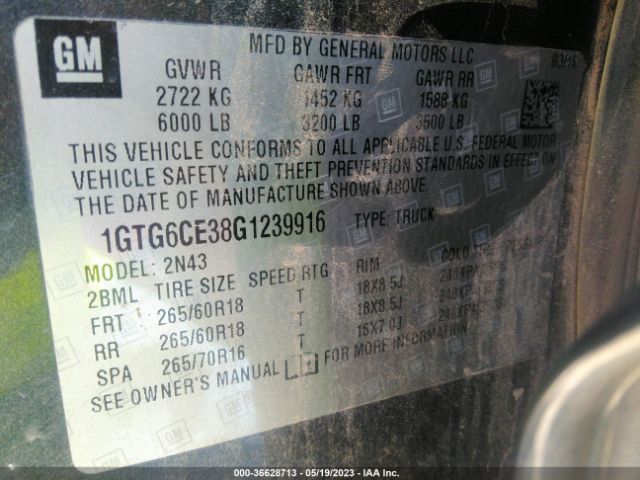 GM
MFD BY GENERAL MOTORS LLC
03/16
GVWR GAWR FRT GAWR RR
2722 KG 1452 KG 1588 KG
6000 LB 3200 LB 3500 LB
THIS VEHICLE CONFORMS TO ALL APPLICABLE U.S. FEDERAL MOTOR
VEHICLE SAFETY AND THEFT PREVENTION STANDARDS IN EFFECT ON
THE DATE OF MANUFACTURE SHOWN ABOVE.
1GTG6CE38G1239916 TYPE: TRUCK
MODEL: 2N43
2BML TIRE SIZE SPEED RTG RIM COLD TIRE
FRT : 265/60R18 T 18X8.5J
RR : 265/60R18 T 18X8.5J
SPA : 265/70R16 T 16X7.0J
SEE OWNER'S MANUAL FOR MORE INFORMATION
000-36628713 - 05/19/2023 - IAA Inc.